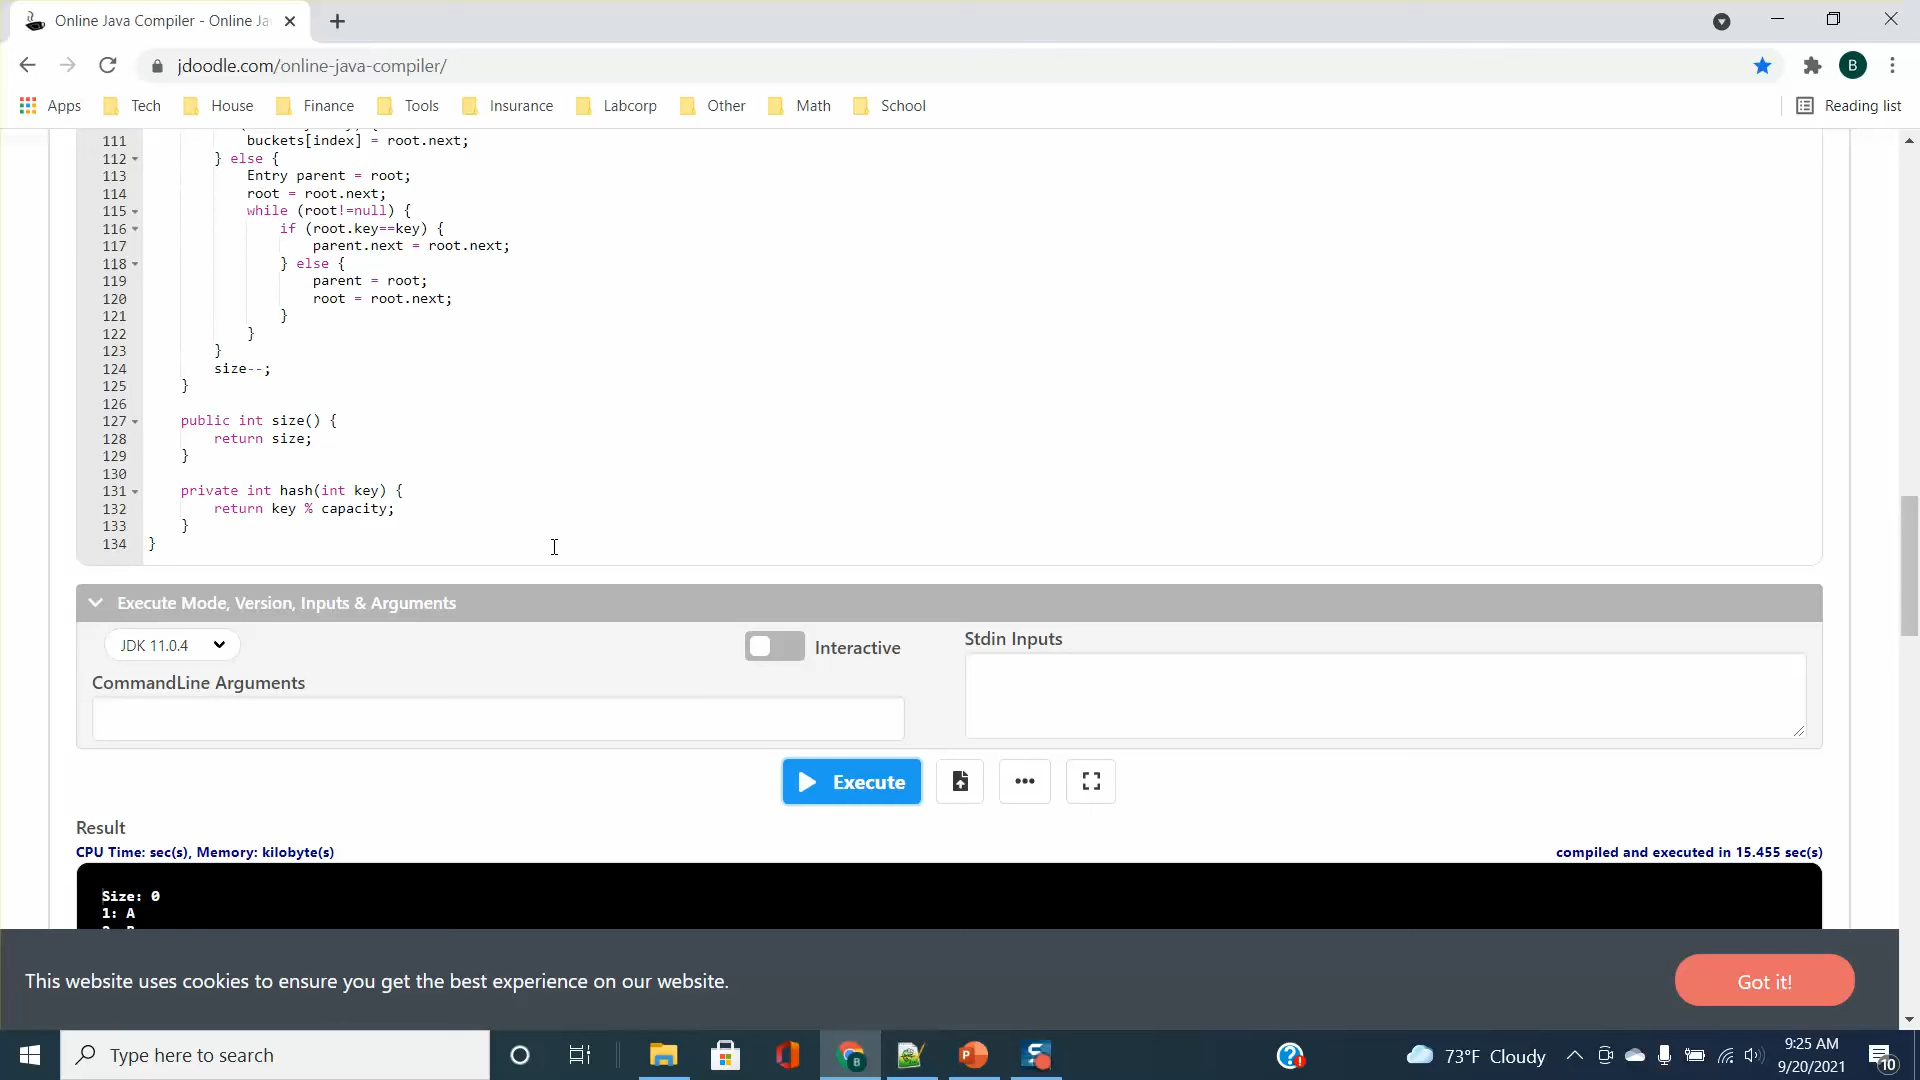 Online Java Compiler - Online Ja
jdoodle.com/online-java-compiler/
B
Apps Tech House Finance Tools Insurance Labcorp Other Math School Reading list
111 buckets[index] = root.next;
112 } else {
113 Entry parent = root;
114 root = root.next;
115 while (root!=null) {
116 if (root.key==key) {
117 parent.next = root.next;
118 } else {
119 parent = root;
120 root = root.next;
121 }
122 }
123 }
124 size--;
125 }
126
127 public int size() {
128 return size;
129 }
130
131 private int hash(int key) {
132 return key % capacity;
133 }
134 }
Execute Mode, Version, Inputs & Arguments
JDK 11.0.4
Interactive
Stdin Inputs
CommandLine Arguments
Execute
Result
CPU Time: sec(s), Memory: kilobyte(s)
compiled and executed in 15.455 sec(s)
Size: 0
1: A
This website uses cookies to ensure you get the best experience on our website.
Got it!
Type here to search
73°F Cloudy
9:25 AM
9/20/2021
10